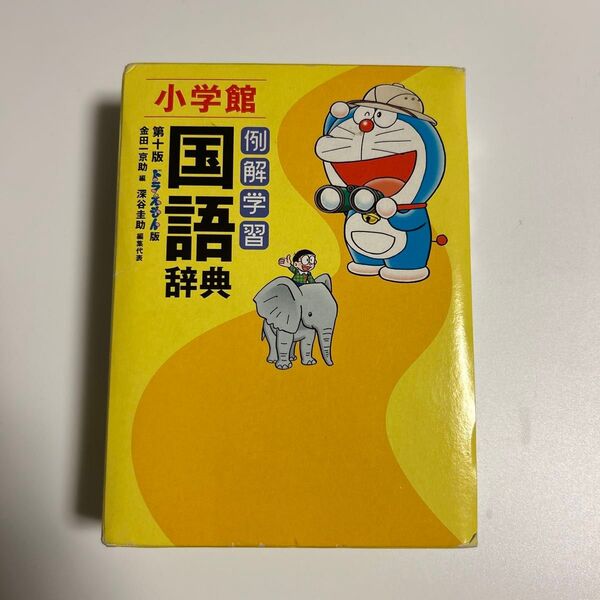 小学館
例解学習
国語
辞典
第十版 ドラえもん版
金田一京助 編 深谷圭助 編集代表